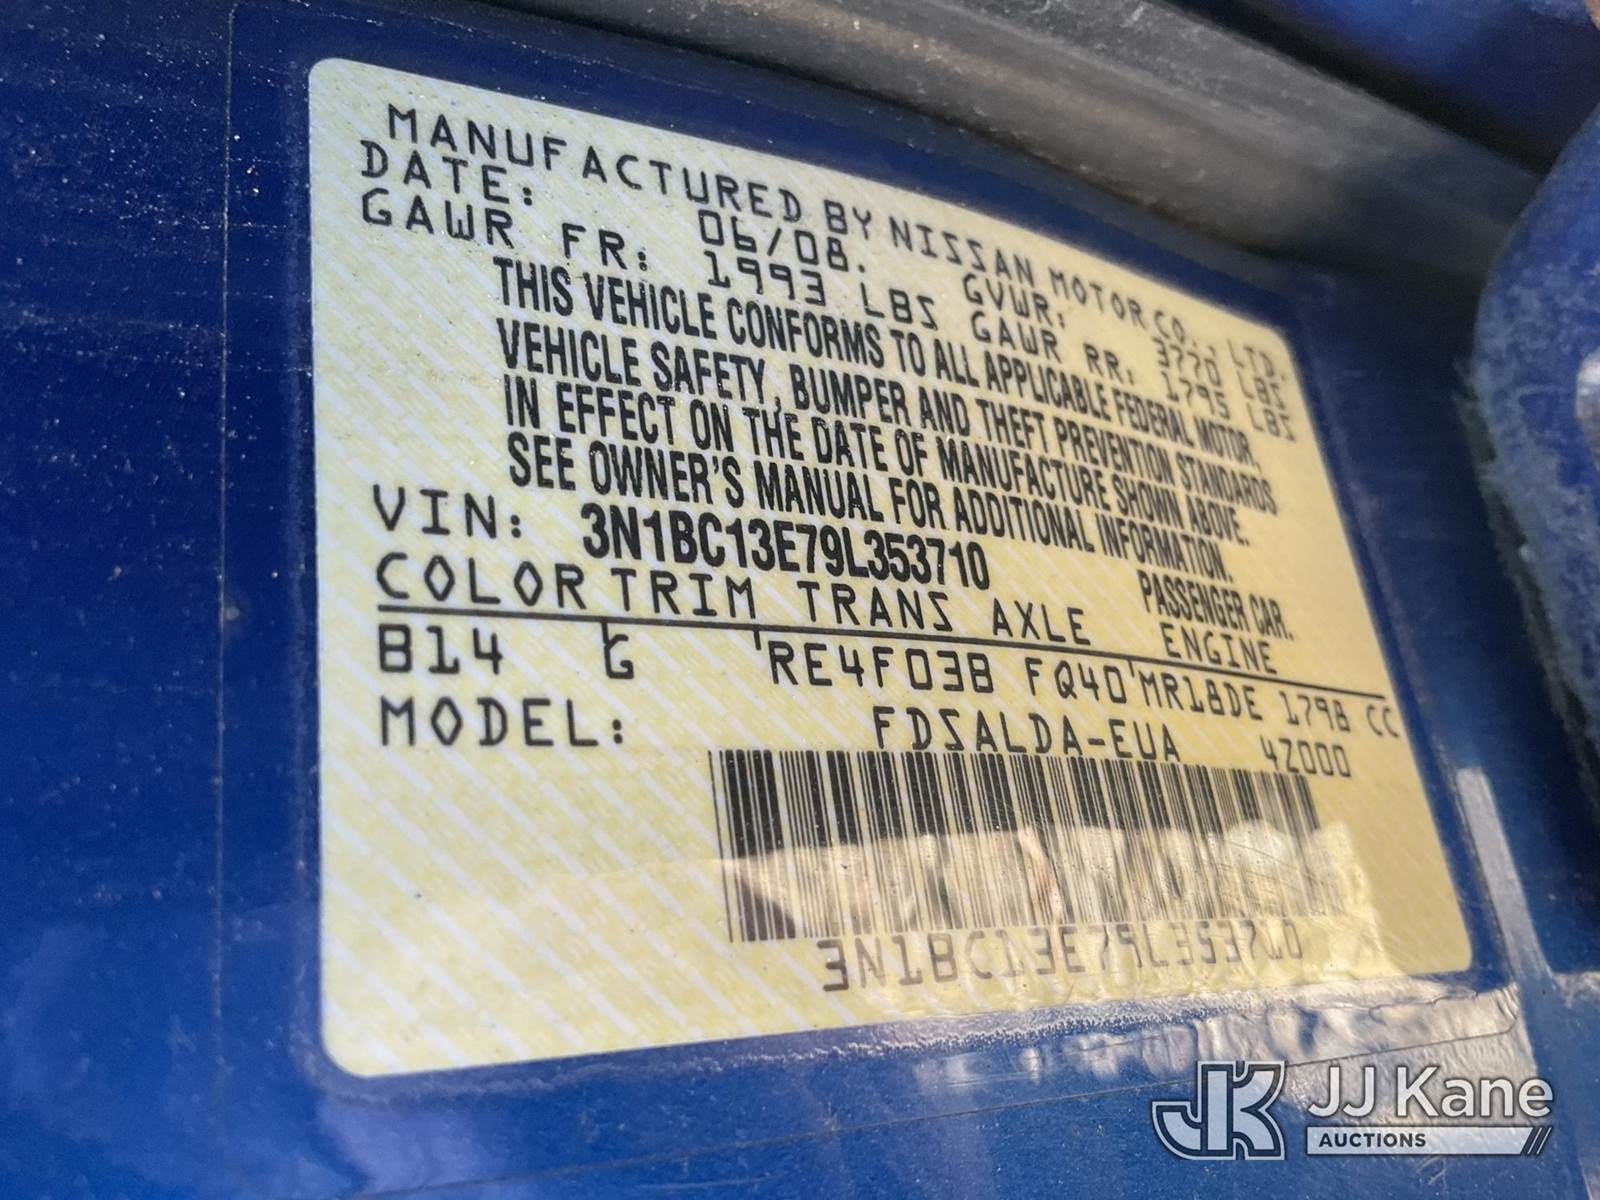 MANUFACTURED BY NISSAN MOTOR CO., LTD.
DATE: 06/08. GVWR: 3770 LBS
GAWR FR: 1993 LBS GAWR RR: 1795 LBS
THIS VEHICLE CONFORMS TO ALL APPLICABLE FEDERAL MOTOR
VEHICLE SAFETY, BUMPER AND THEFT PREVENTION STANDARDS
IN EFFECT ON THE DATE OF MANUFACTURE SHOWN ABOVE.
SEE OWNER'S MANUAL FOR ADDITIONAL INFORMATION.
VIN: 3N1BC13E79L353710 PASSENGER CAR.
COLOR TRIM TRANS AXLE ENGINE
B14 G RE4F03B FQ40 MR18DE 1798 CC
MODEL: FDSALDA-EUA 4Z000
3N1BC13E79L353710
JK JJ Kane
AUCTIONS